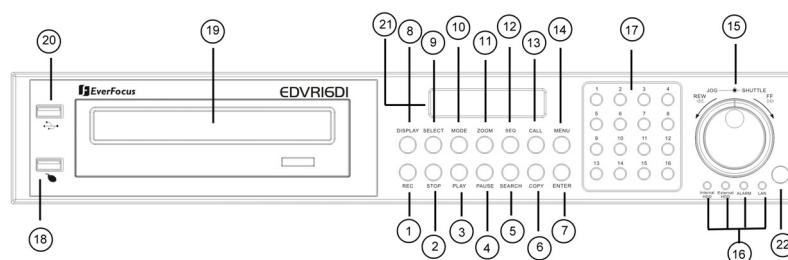 20
19
21
8
9
10
11
12
13
14
17
15
EverFocus
EDVR16D1
JOG SHUTTLE
REW FF
1 2 3 4
5 6 7 8
9 10 11 12
13 14 15 16
DISPLAY SELECT MODE ZOOM SEQ CALL MENU
REC STOP PLAY PAUSE SEARCH COPY ENTER
Internal HDD
External HDD
ALARM
LAN
18
1
2
3
4
5
6
7
16
22